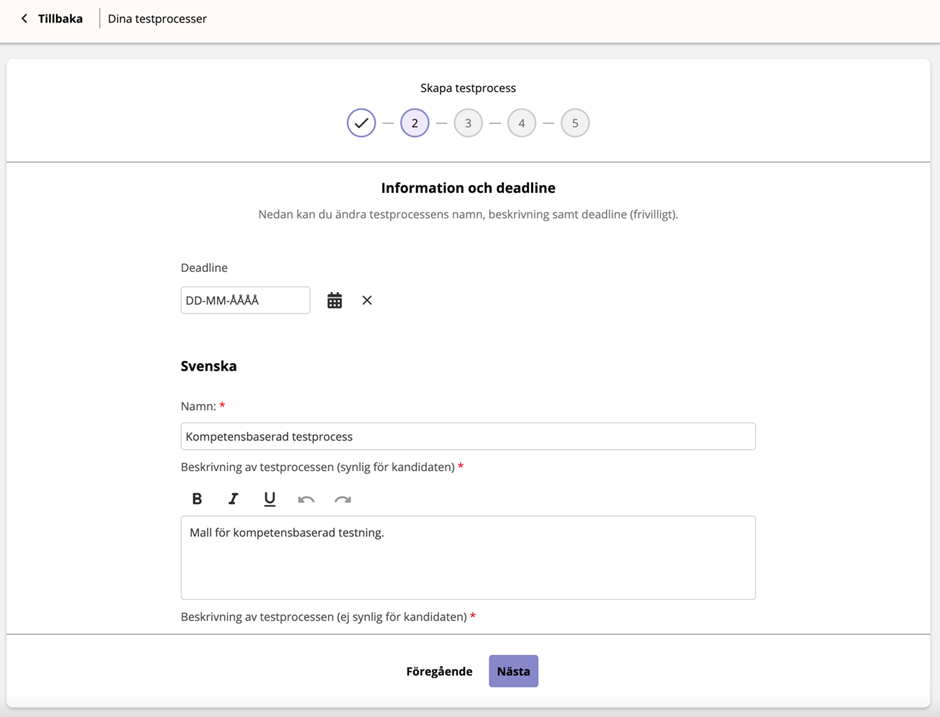 Tillbaka Dina testprocesser
Skapa testprocess
2 3 4 5
Information och deadline
Nedan kan du ändra testprocessens namn, beskrivning samt deadline (frivilligt).
Deadline
DD-MM-ÅÅÅÅ
Svenska
Namn: *
Kompetensbaserad testprocess
Beskrivning av testprocessen (synlig för kandidaten) *
B I U
Mall för kompetensbaserad testning.
Beskrivning av testprocessen (ej synlig för kandidaten) *
Föregående Nästa